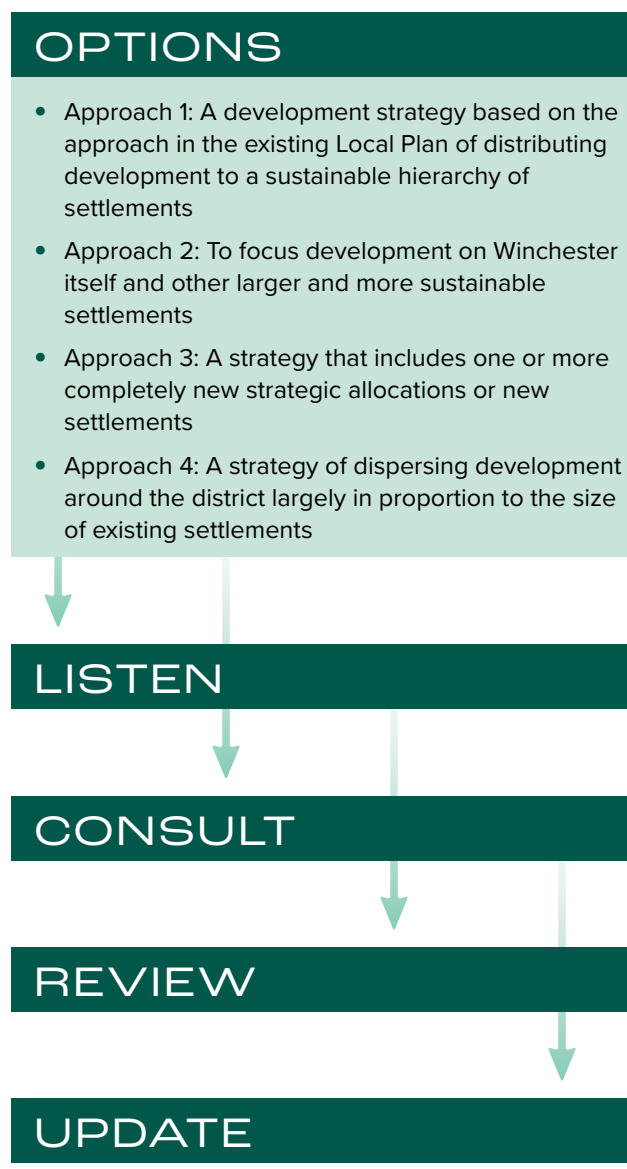 OPTIONS
• Approach 1: A development strategy based on the
approach in the existing Local Plan of distributing
development to a sustainable hierarchy of
settlements
• Approach 2: To focus development on Winchester
itself and other larger and more sustainable
settlements
• Approach 3: A strategy that includes one or more
completely new strategic allocations or new
settlements
• Approach 4: A strategy of dispersing development
around the district largely in proportion to the size
of existing settlements
LISTEN
CONSULT
REVIEW
UPDATE